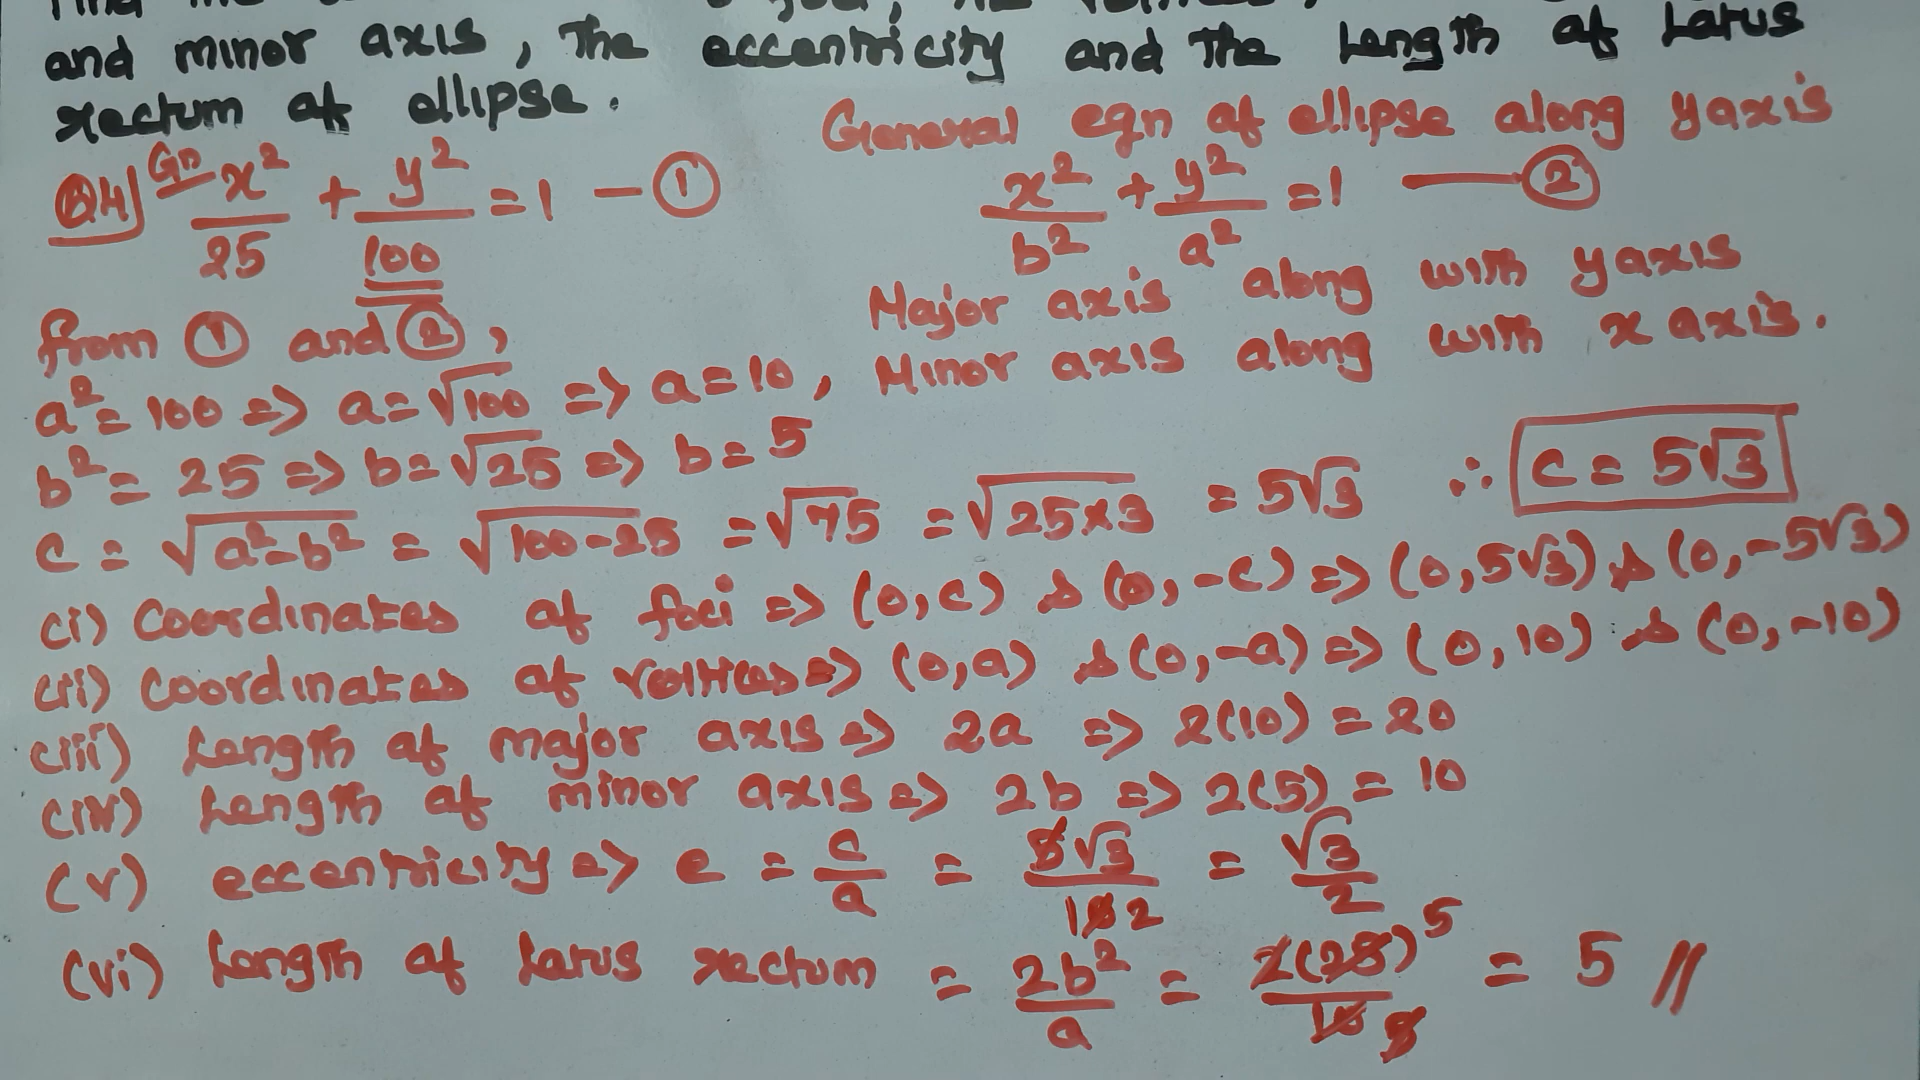 and minor axis, The eccentricity and The Length of Latus
rectum of ellipse.
General eqn of ellipse along y axis
Q4) Gn x²/25 + y²/100 = 1 — ①
x²/b² + y²/a² = 1 — ②
Major axis along with y axis
Minor axis along with x axis.
from ① and ②,
a² = 100 => a = √100 => a = 10,
b² = 25 => b = √25 => b = 5
c = √a²-b² = √100-25 = √75 = √25×3 = 5√3 ∴ c = 5√3
(i) Coordinates of foci => (0,c) & (0,-c) => (0,5√3) & (0,-5√3)
(ii) Coordinates of vertices => (0,a) & (0,-a) => (0,10) & (0,-10)
(iii) Length of major axis => 2a => 2(10) = 20
(iv) Length of minor axis => 2b => 2(5) = 10
(v) eccentricity => e = c/a = 5√3/10 2 = √3/2
(vi) Length of Latus rectum = 2b²/a = 2(25) 5/10 5 = 5 //